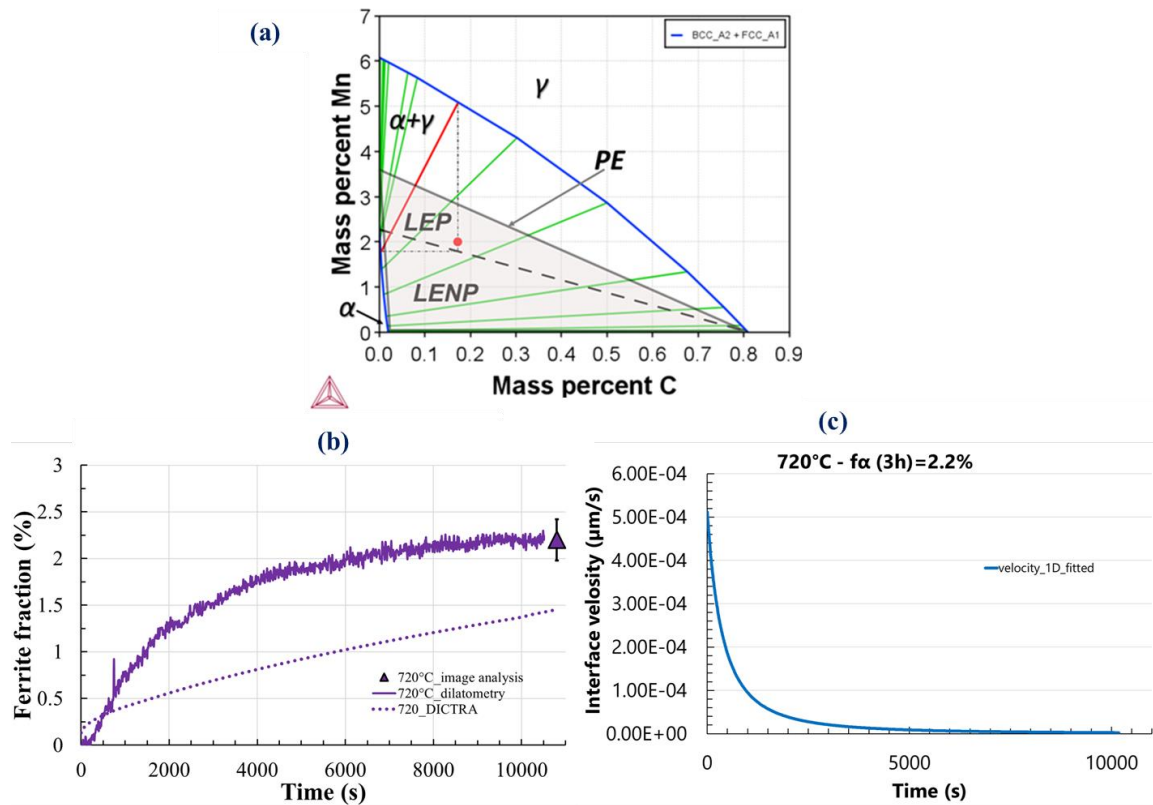 (a)
7
6
5
4
3
2
1
0
Mass percent Mn
BCC_A2 + FCC_A1
γ
α+γ
PE
LEP
LENP
α
0.0 0.1 0.2 0.3 0.4 0.5 0.6 0.7 0.8 0.9
Mass percent C
(b)
3
2.5
2
1.5
1
0.5
0
Ferrite fraction (%)
720°C_image analysis
720°C_dilatometry
720_DICTRA
0 2000 4000 6000 8000 10000
Time (s)
(c)
720°C - fα (3h)=2.2%
6.00E-04
5.00E-04
4.00E-04
3.00E-04
2.00E-04
1.00E-04
0.00E+00
Interface velosity (µm/s)
velocity_1D_fitted
0 5000 10000
Time (s)